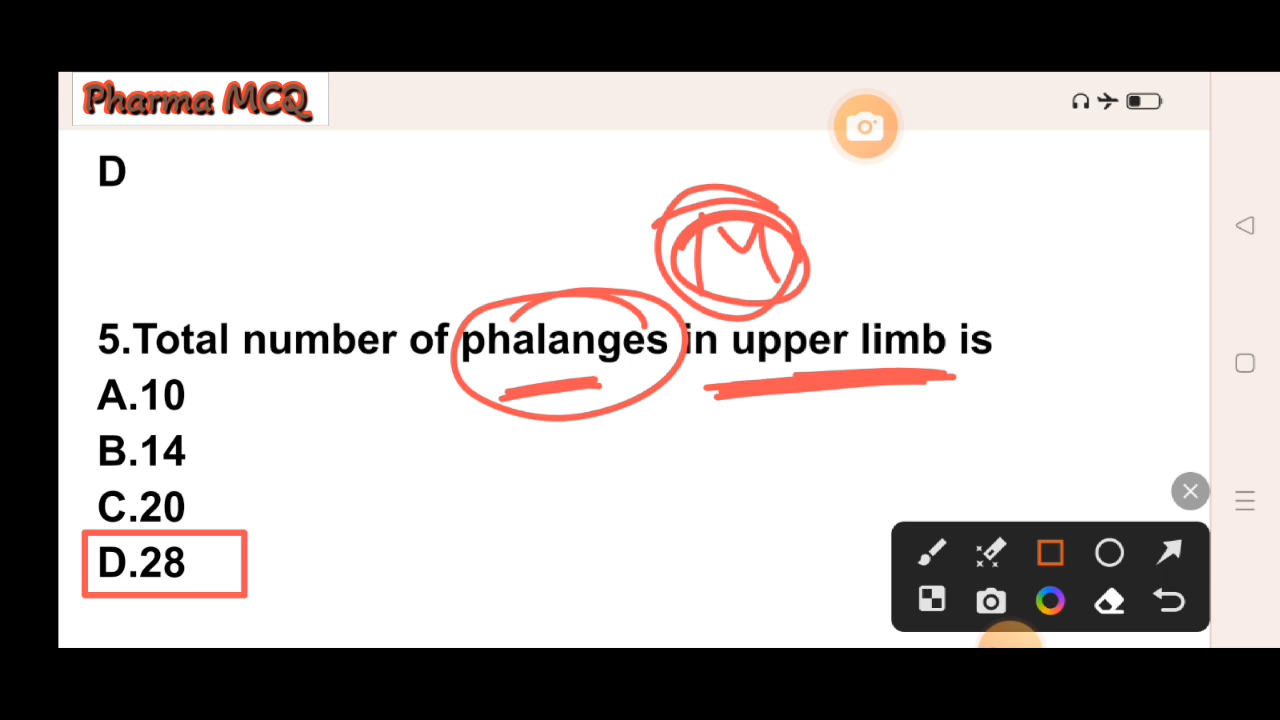 Pharma MCQ
D
M
5.Total number of phalanges in upper limb is
A.10
B.14
C.20
D.28